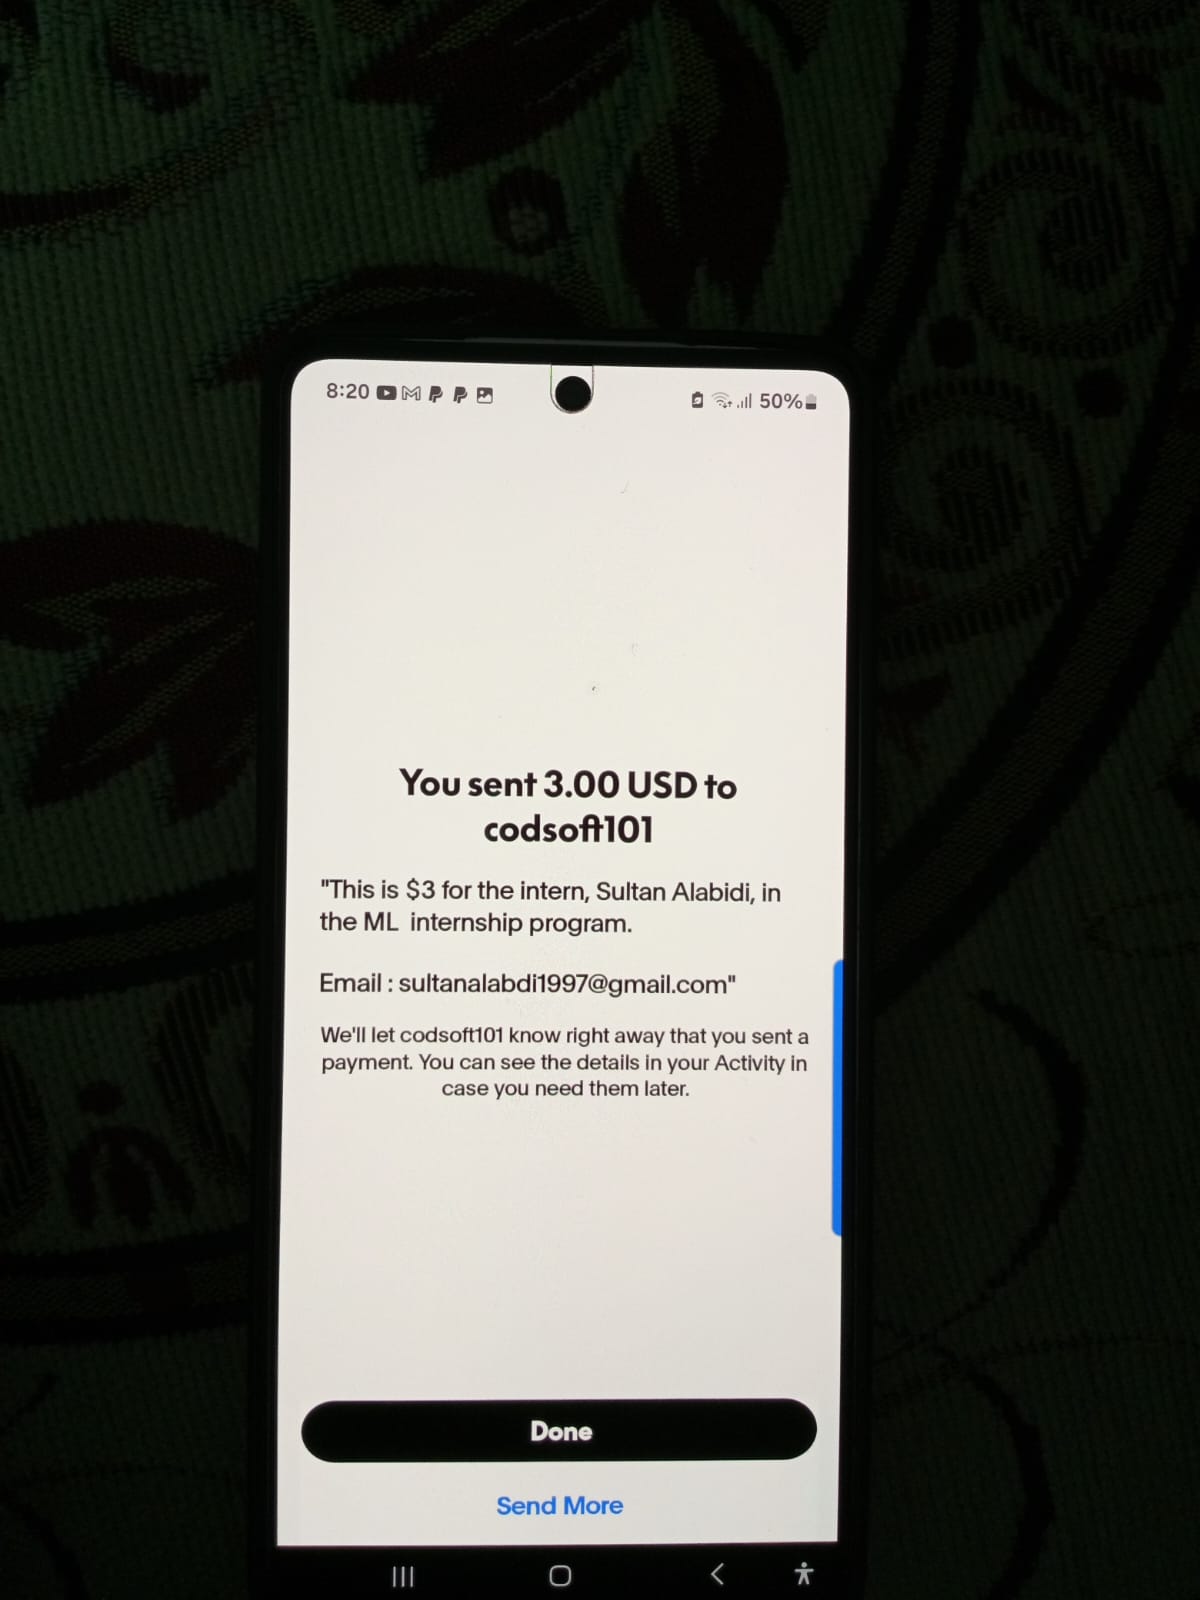 8:20
50%
You sent 3.00 USD to
codsoft101
"This is $3 for the intern, Sultan Alabidi, in
the ML  internship program.
Email : sultanalabdi1997@gmail.com"
We'll let codsoft101 know right away that you sent a
payment. You can see the details in your Activity in
case you need them later.
Done
Send More